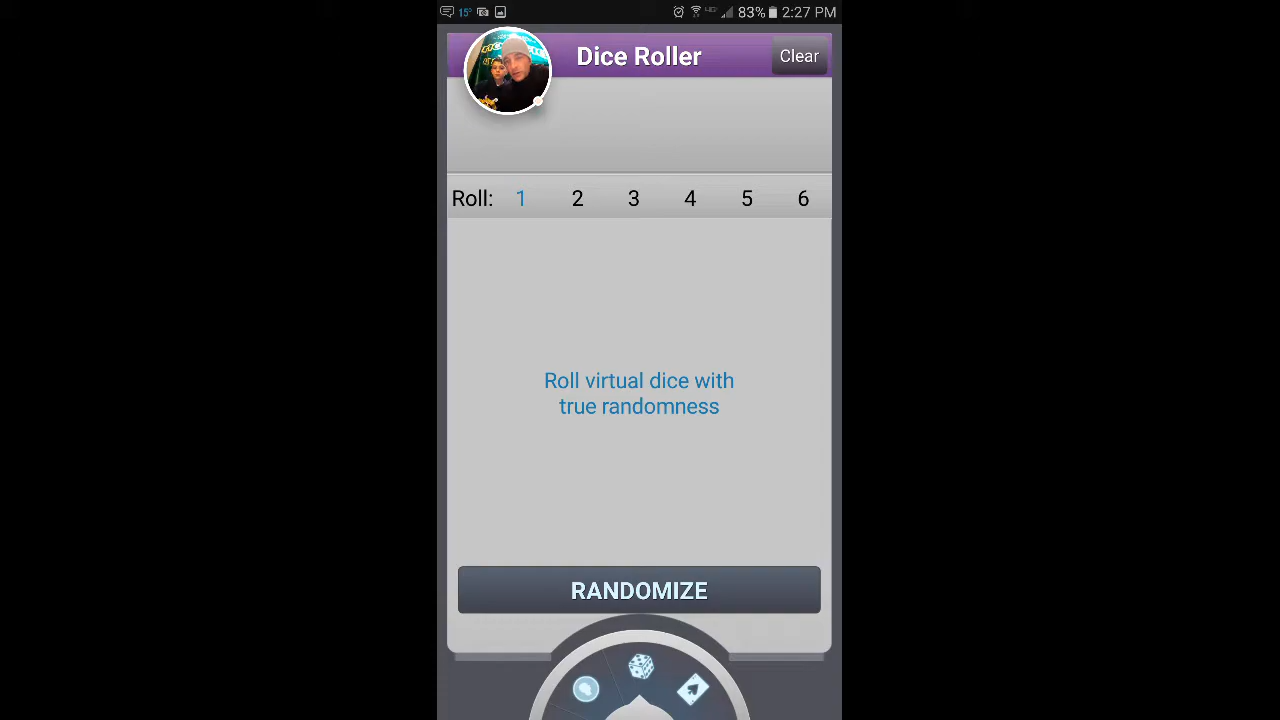 15° 83% 2:27 PM
Dice Roller Clear
Roll: 1 2 3 4 5 6
Roll virtual dice with
true randomness
RANDOMIZE